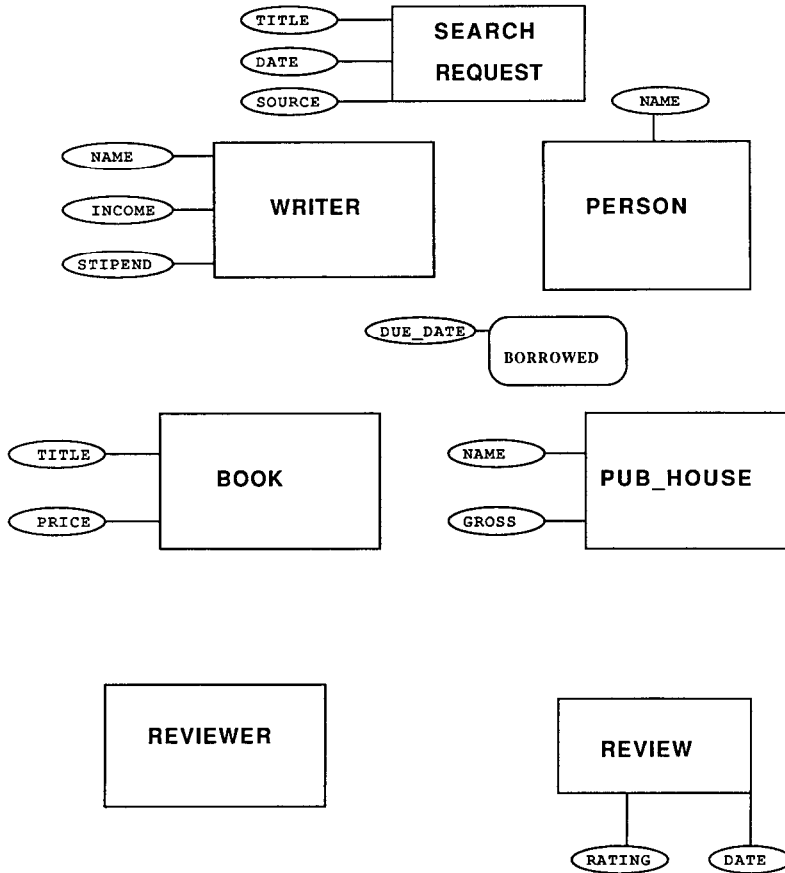 TITLE
SEARCH
REQUEST
DATE
SOURCE
NAME
NAME
INCOME
STIPEND
WRITER
PERSON
DUE_DATE
BORROWED
TITLE
PRICE
BOOK
NAME
GROSS
PUB_HOUSE
REVIEWER
REVIEW
RATING
DATE